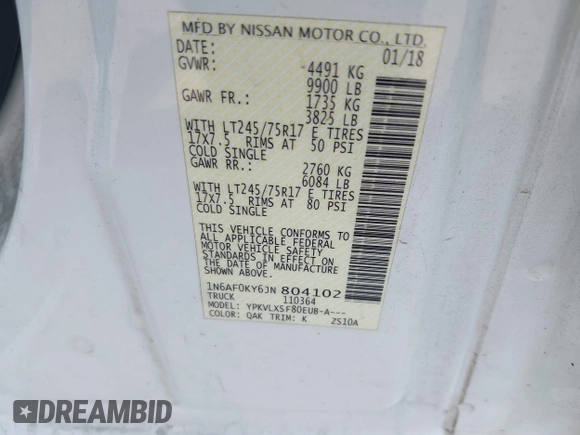 MFD BY NISSAN MOTOR CO., LTD.
DATE: 01/18
GVWR: 4491 KG
9900 LB
GAWR FR.: 1735 KG
3825 LB
WITH LT245/75R17 E TIRES
17X7.5 RIMS AT 50 PSI
COLD SINGLE
GAWR RR.: 2760 KG
6084 LB
WITH LT245/75R17 E TIRES
17X7.5 RIMS AT 80 PSI
COLD SINGLE
THIS VEHICLE CONFORMS TO
ALL APPLICABLE FEDERAL
MOTOR VEHICLE SAFETY
STANDARDS IN EFFECT ON
THE DATE OF MANUFACTURE
SHOWN ABOVE.
1N6AF0KY6JN804102
TRUCK 110364
MODEL: YPKVLXSF80EUB-A---
COLOR: QAK TRIM: K ZS10A
DREAMBID